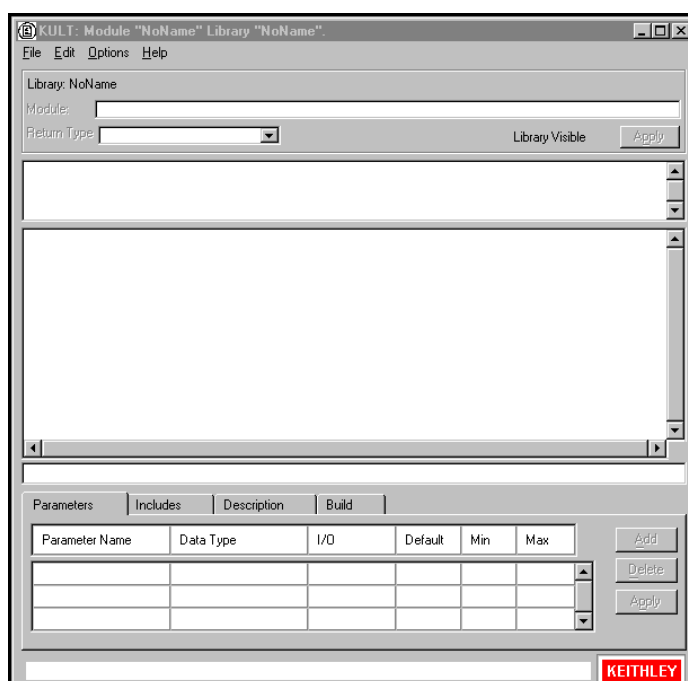 KULT: Module "NoName" Library "NoName".
File Edit Options Help
Library: NoName
Module:
Return Type
Library Visible
Apply
Parameters Includes Description Build
Parameter Name Data Type I/O Default Min Max
Add
Delete
Apply
KEITHLEY